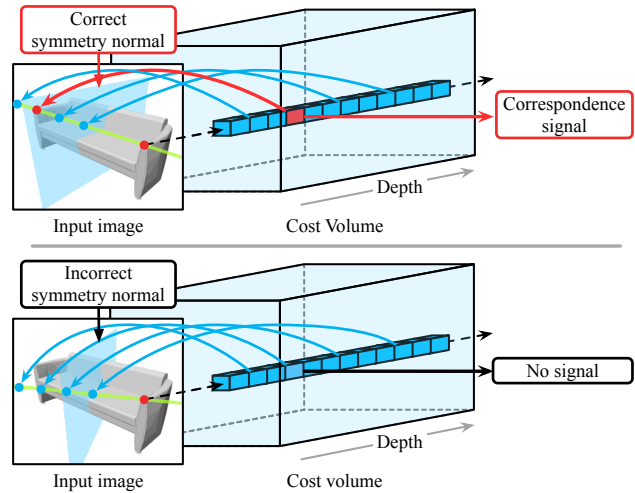 Correct
symmetry normal
Correspondence
signal
Depth
Input image
Cost Volume
Incorrect
symmetry normal
No signal
Depth
Input image
Cost volume